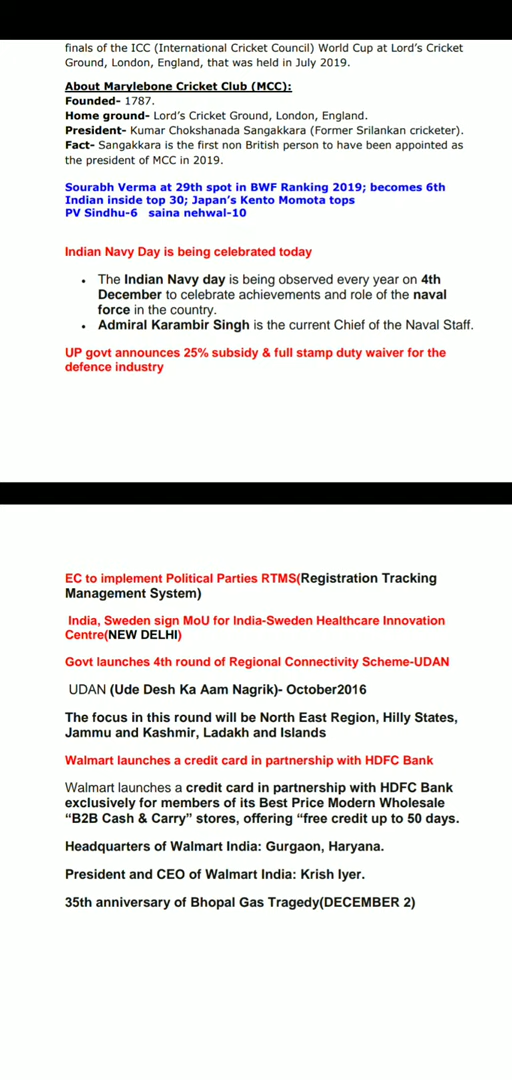 finals of the ICC (International Cricket Council) World Cup at Lord's Cricket
Ground, London, England, that was held in July 2019.
About Marylebone Cricket Club (MCC):
Founded- 1787.
Home ground- Lord's Cricket Ground, London, England.
President- Kumar Chokshanada Sangakkara (Former Srilankan cricketer).
Fact- Sangakkara is the first non British person to have been appointed as
the president of MCC in 2019.
Sourabh Verma at 29th spot in BWF Ranking 2019; becomes 6th
Indian inside top 30; Japan's Kento Momota tops
PV Sindhu-6 saina nehwal-10
Indian Navy Day is being celebrated today
• The Indian Navy day is being observed every year on 4th
December to celebrate achievements and role of the naval
force in the country.
• Admiral Karambir Singh is the current Chief of the Naval Staff.
UP govt announces 25% subsidy & full stamp duty waiver for the
defence industry
EC to implement Political Parties RTMS(Registration Tracking
Management System)
India, Sweden sign MoU for India-Sweden Healthcare Innovation
Centre(NEW DELHI)
Govt launches 4th round of Regional Connectivity Scheme-UDAN
UDAN (Ude Desh Ka Aam Nagrik)- October2016
The focus in this round will be North East Region, Hilly States,
Jammu and Kashmir, Ladakh and Islands
Walmart launches a credit card in partnership with HDFC Bank
Walmart launches a credit card in partnership with HDFC Bank
exclusively for members of its Best Price Modern Wholesale
"B2B Cash & Carry" stores, offering "free credit up to 50 days.
Headquarters of Walmart India: Gurgaon, Haryana.
President and CEO of Walmart India: Krish Iyer.
35th anniversary of Bhopal Gas Tragedy(DECEMBER 2)